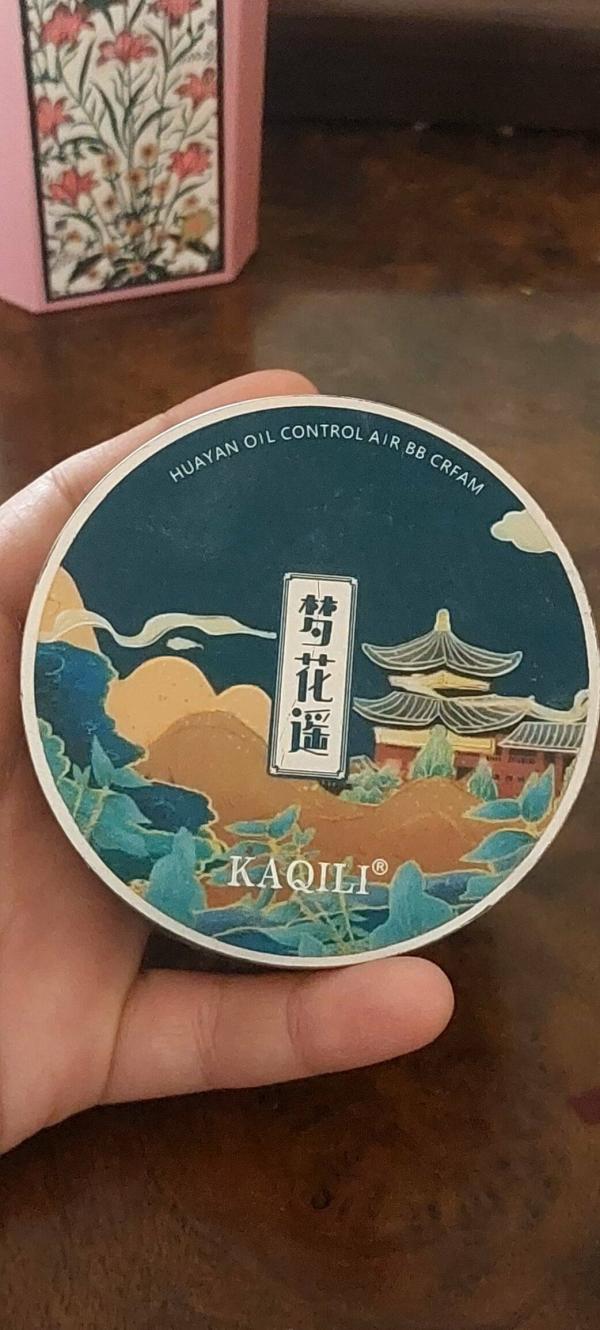 HUAYAN OIL CONTROL AIR BB CRFAM
梦花遥
KAQILI®